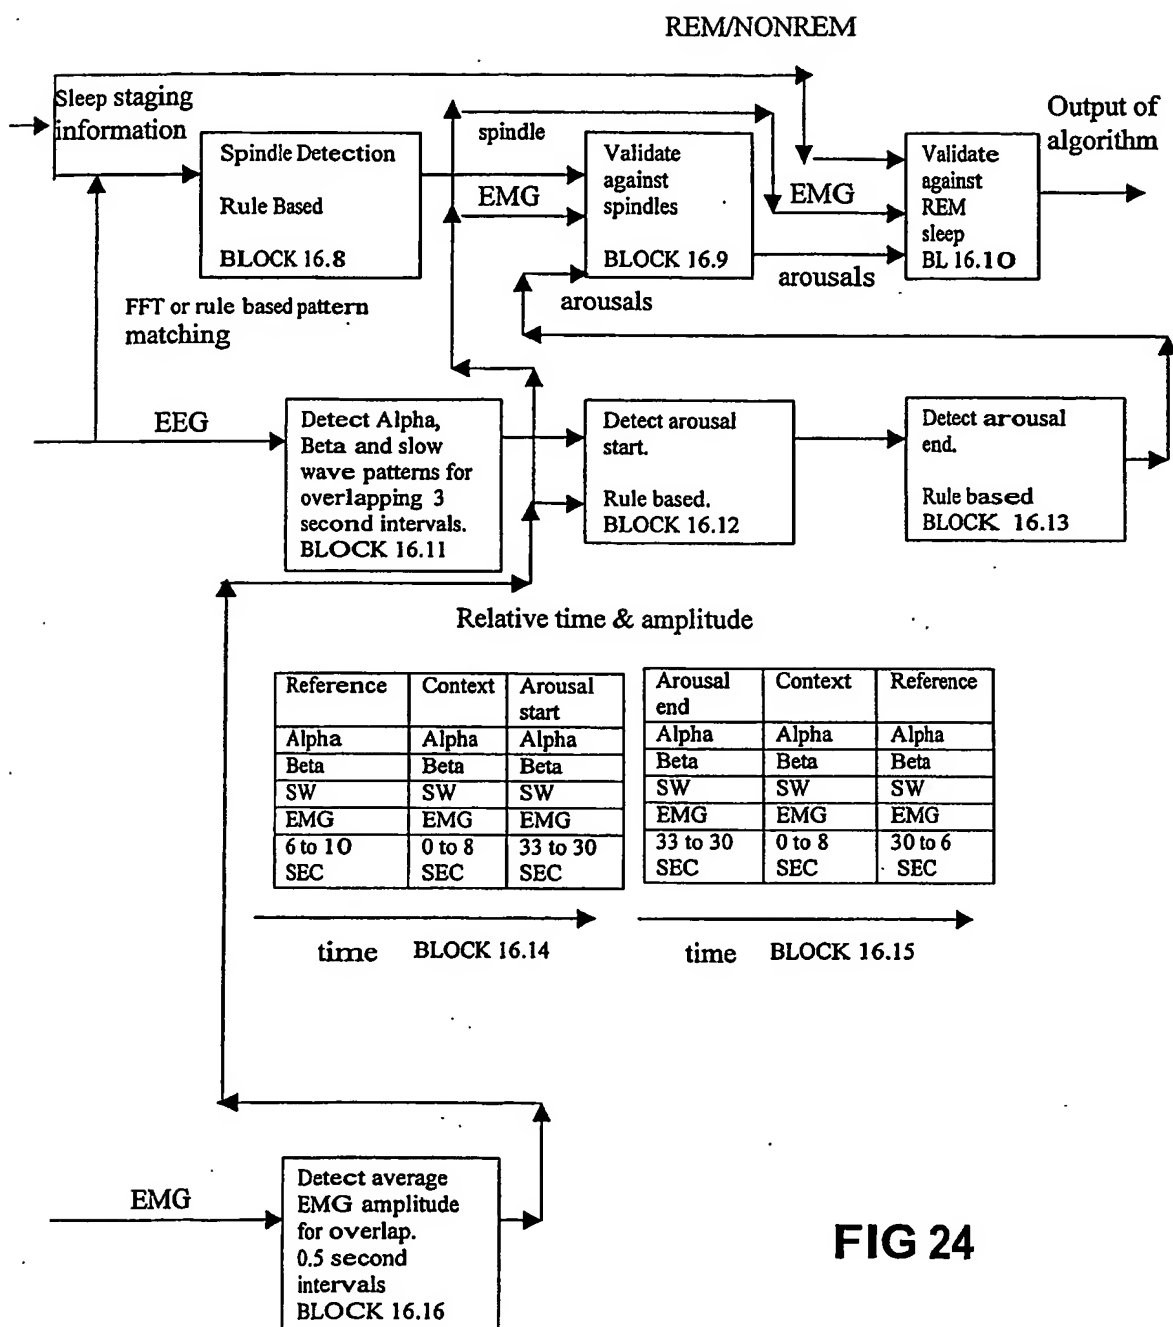 REM/NONREM
Sleep staging
information
Spindle Detection
Rule Based
BLOCK 16.8
spindle
EMG
Validate
against
spindles
BLOCK 16.9
EMG
Validate
against
REM
sleep
BL 16.10
Output of
algorithm
arousals
arousals
FFT or rule based pattern
matching
EEG
Detect Alpha,
Beta and slow
wave patterns for
overlapping 3
second intervals.
BLOCK 16.11
Detect arousal
start.
Rule based.
BLOCK 16.12
Detect arousal
end.
Rule based
BLOCK 16.13
Relative time & amplitude
Reference Context Arousal
start
Alpha Alpha Alpha
Beta Beta Beta
SW SW SW
EMG EMG EMG
6 to 10 0 to 8 33 to 30
SEC SEC SEC
time BLOCK 16.14
Arousal Context Reference
end
Alpha Alpha Alpha
Beta Beta Beta
SW SW SW
EMG EMG EMG
33 to 30 0 to 8 30 to 6
SEC SEC SEC
time BLOCK 16.15
EMG
Detect average
EMG amplitude
for overlap.
0.5 second
intervals
BLOCK 16.16
FIG 24